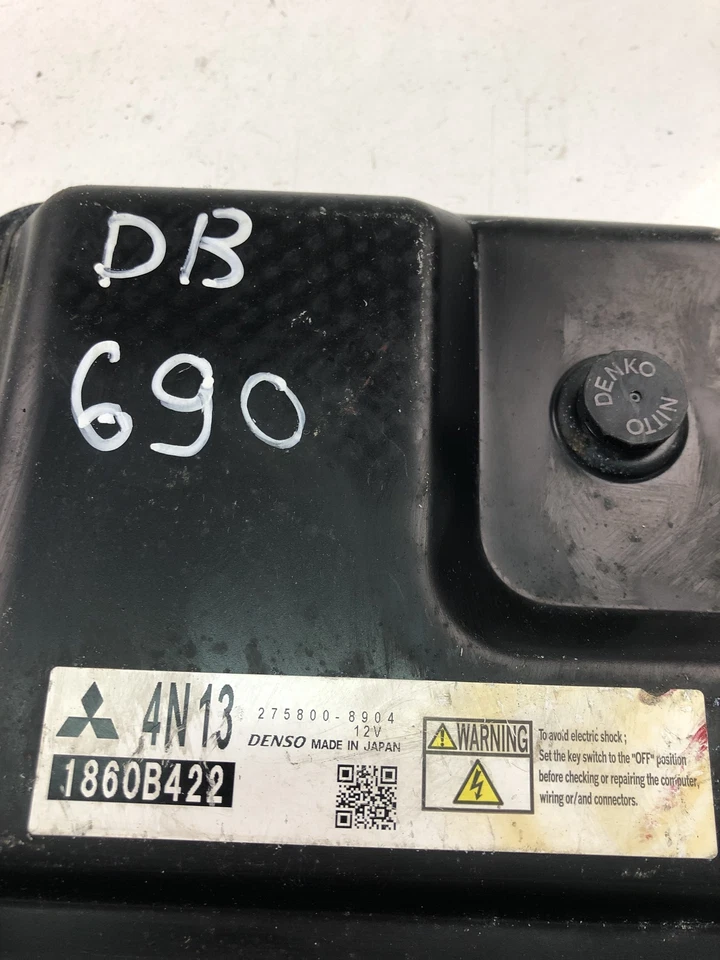 DB
690
NITTO DENKO
4N13
275800-8904
12V
1860B422
DENSO MADE IN JAPAN
WARNING
To avoid electric shock;
Set the key switch to the "OFF" position
before checking or repairing the computer,
wiring or/and connectors.